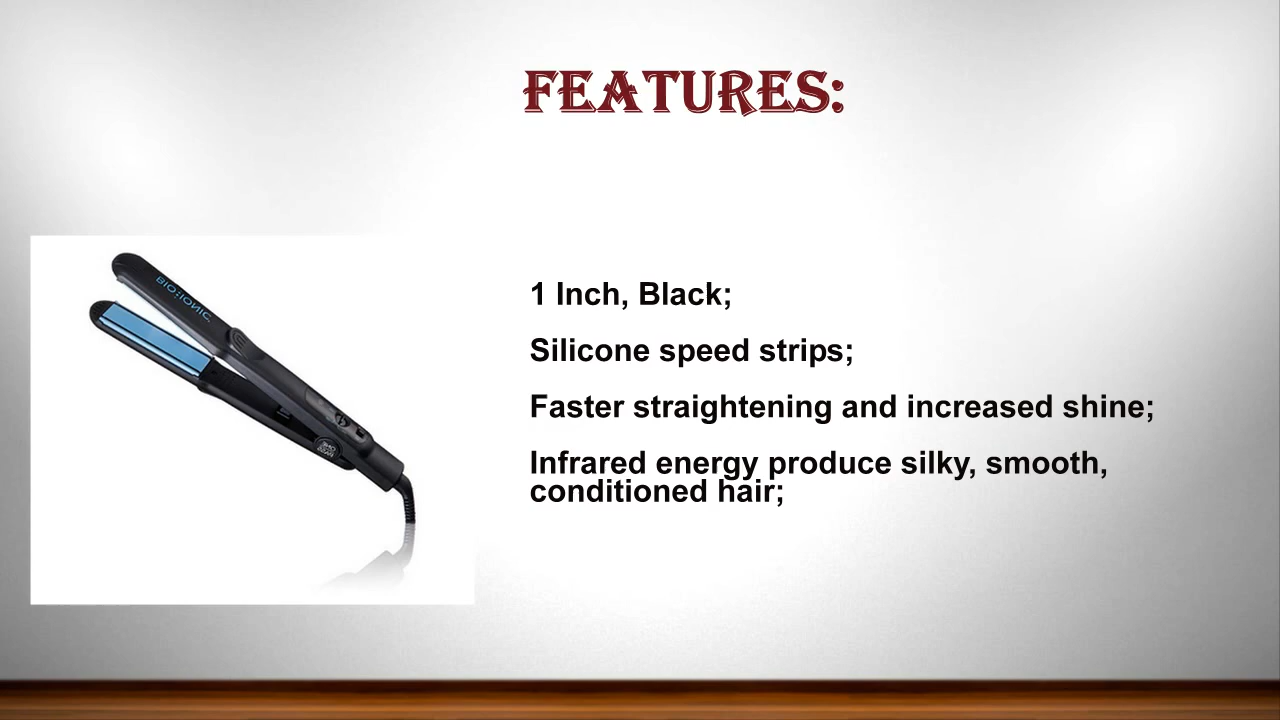 FEATURES:
BIO:IONIC
1 Inch, Black;
Silicone speed strips;
Faster straightening and increased shine;
Infrared energy produce silky, smooth,
conditioned hair;